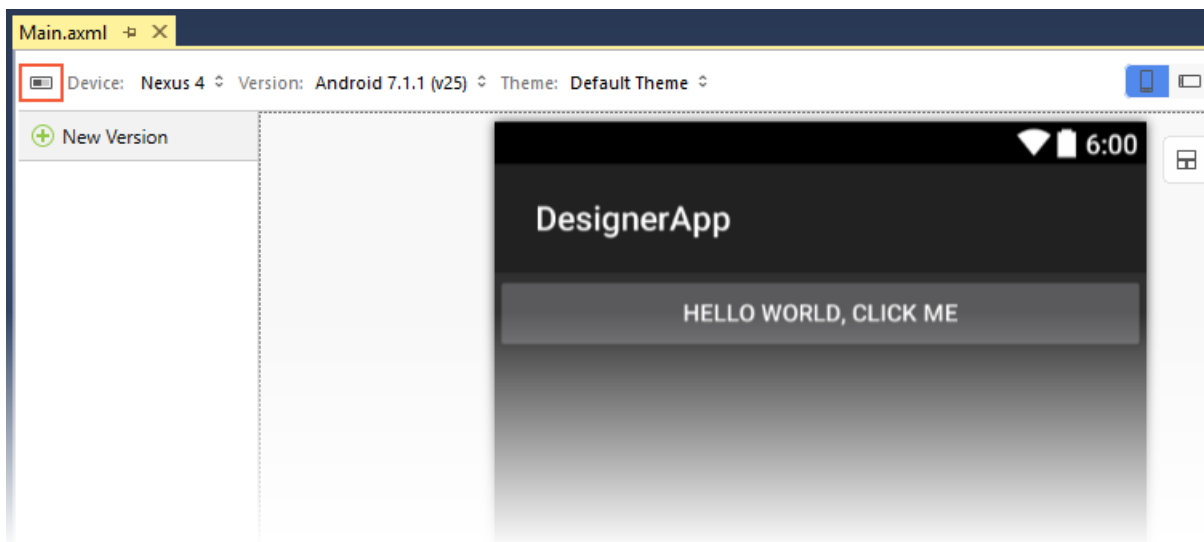 Main.axml
Device: Nexus 4 Version: Android 7.1.1 (v25) Theme: Default Theme
New Version
6:00
DesignerApp
HELLO WORLD, CLICK ME